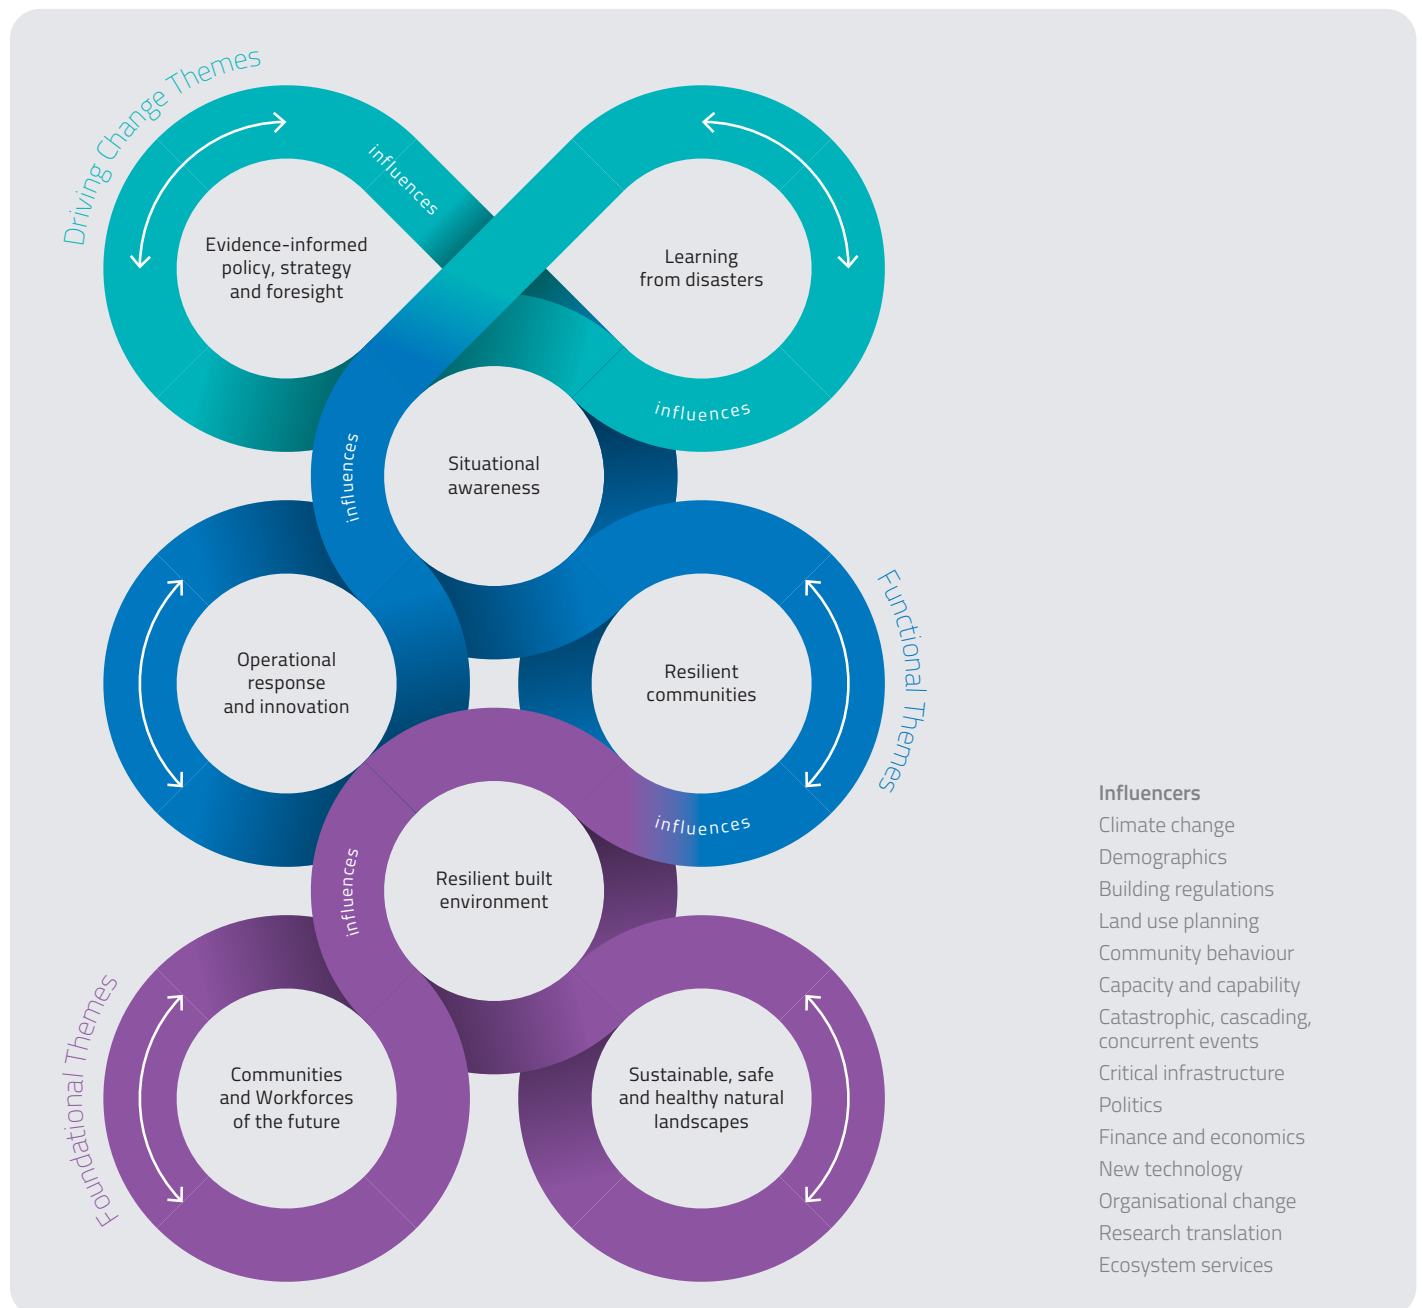 Driving Change Themes
influences
Evidence-informed
policy, strategy
and foresight
Learning
from disasters
influences
influences
Situational
awareness
Functional Themes
Operational
response
and innovation
Resilient
communities
influences
influences
Resilient built
environment
Foundational Themes
Communities
and Workforces
of the future
Sustainable, safe
and healthy natural
landscapes
Influencers
Climate change
Demographics
Building regulations
Land use planning
Community behaviour
Capacity and capability
Catastrophic, cascading,
concurrent events
Critical infrastructure
Politics
Finance and economics
New technology
Organisational change
Research translation
Ecosystem services